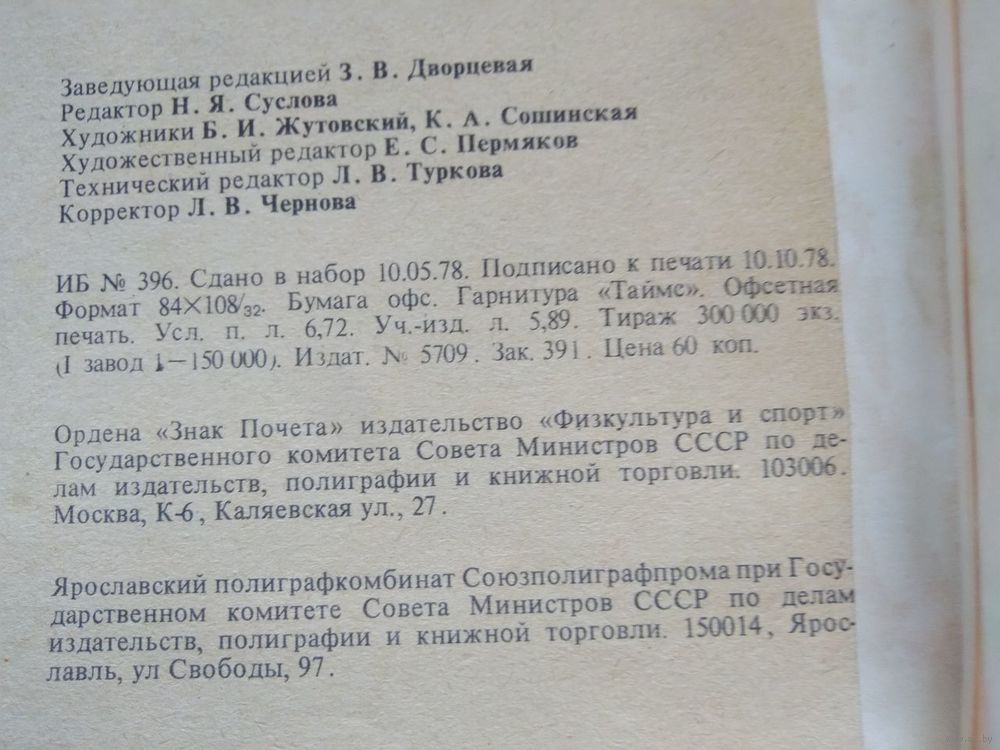 Заведующая редакцией З. В. Дворцевая
Редактор Н. Я. Суслова
Художники Б. И. Жутовский, К. А. Сошинская
Художественный редактор Е. С. Пермяков
Технический редактор Л. В. Туркова
Корректор Л. В. Чернова
ИБ № 396. Сдано в набор 10.05.78. Подписано к печати 10.10.78.
Формат 84×108/32. Бумага офс. Гарнитура «Таймс». Офсетная
печать. Усл. п. л. 6,72. Уч.-изд. л. 5,89. Тираж 300 000 экз.
(I завод 1—150 000). Издат. № 5709. Зак. 391. Цена 60 коп.
Ордена «Знак Почета» издательство «Физкультура и спорт»
Государственного комитета Совета Министров СССР по де-
лам издательств, полиграфии и книжной торговли. 103006.
Москва, К-6, Каляевская ул., 27.
Ярославский полиграфкомбинат Союзполиграфпрома при Госу-
дарственном комитете Совета Министров СССР по делам
издательств, полиграфии и книжной торговли. 150014, Ярос-
лавль, ул Свободы, 97.